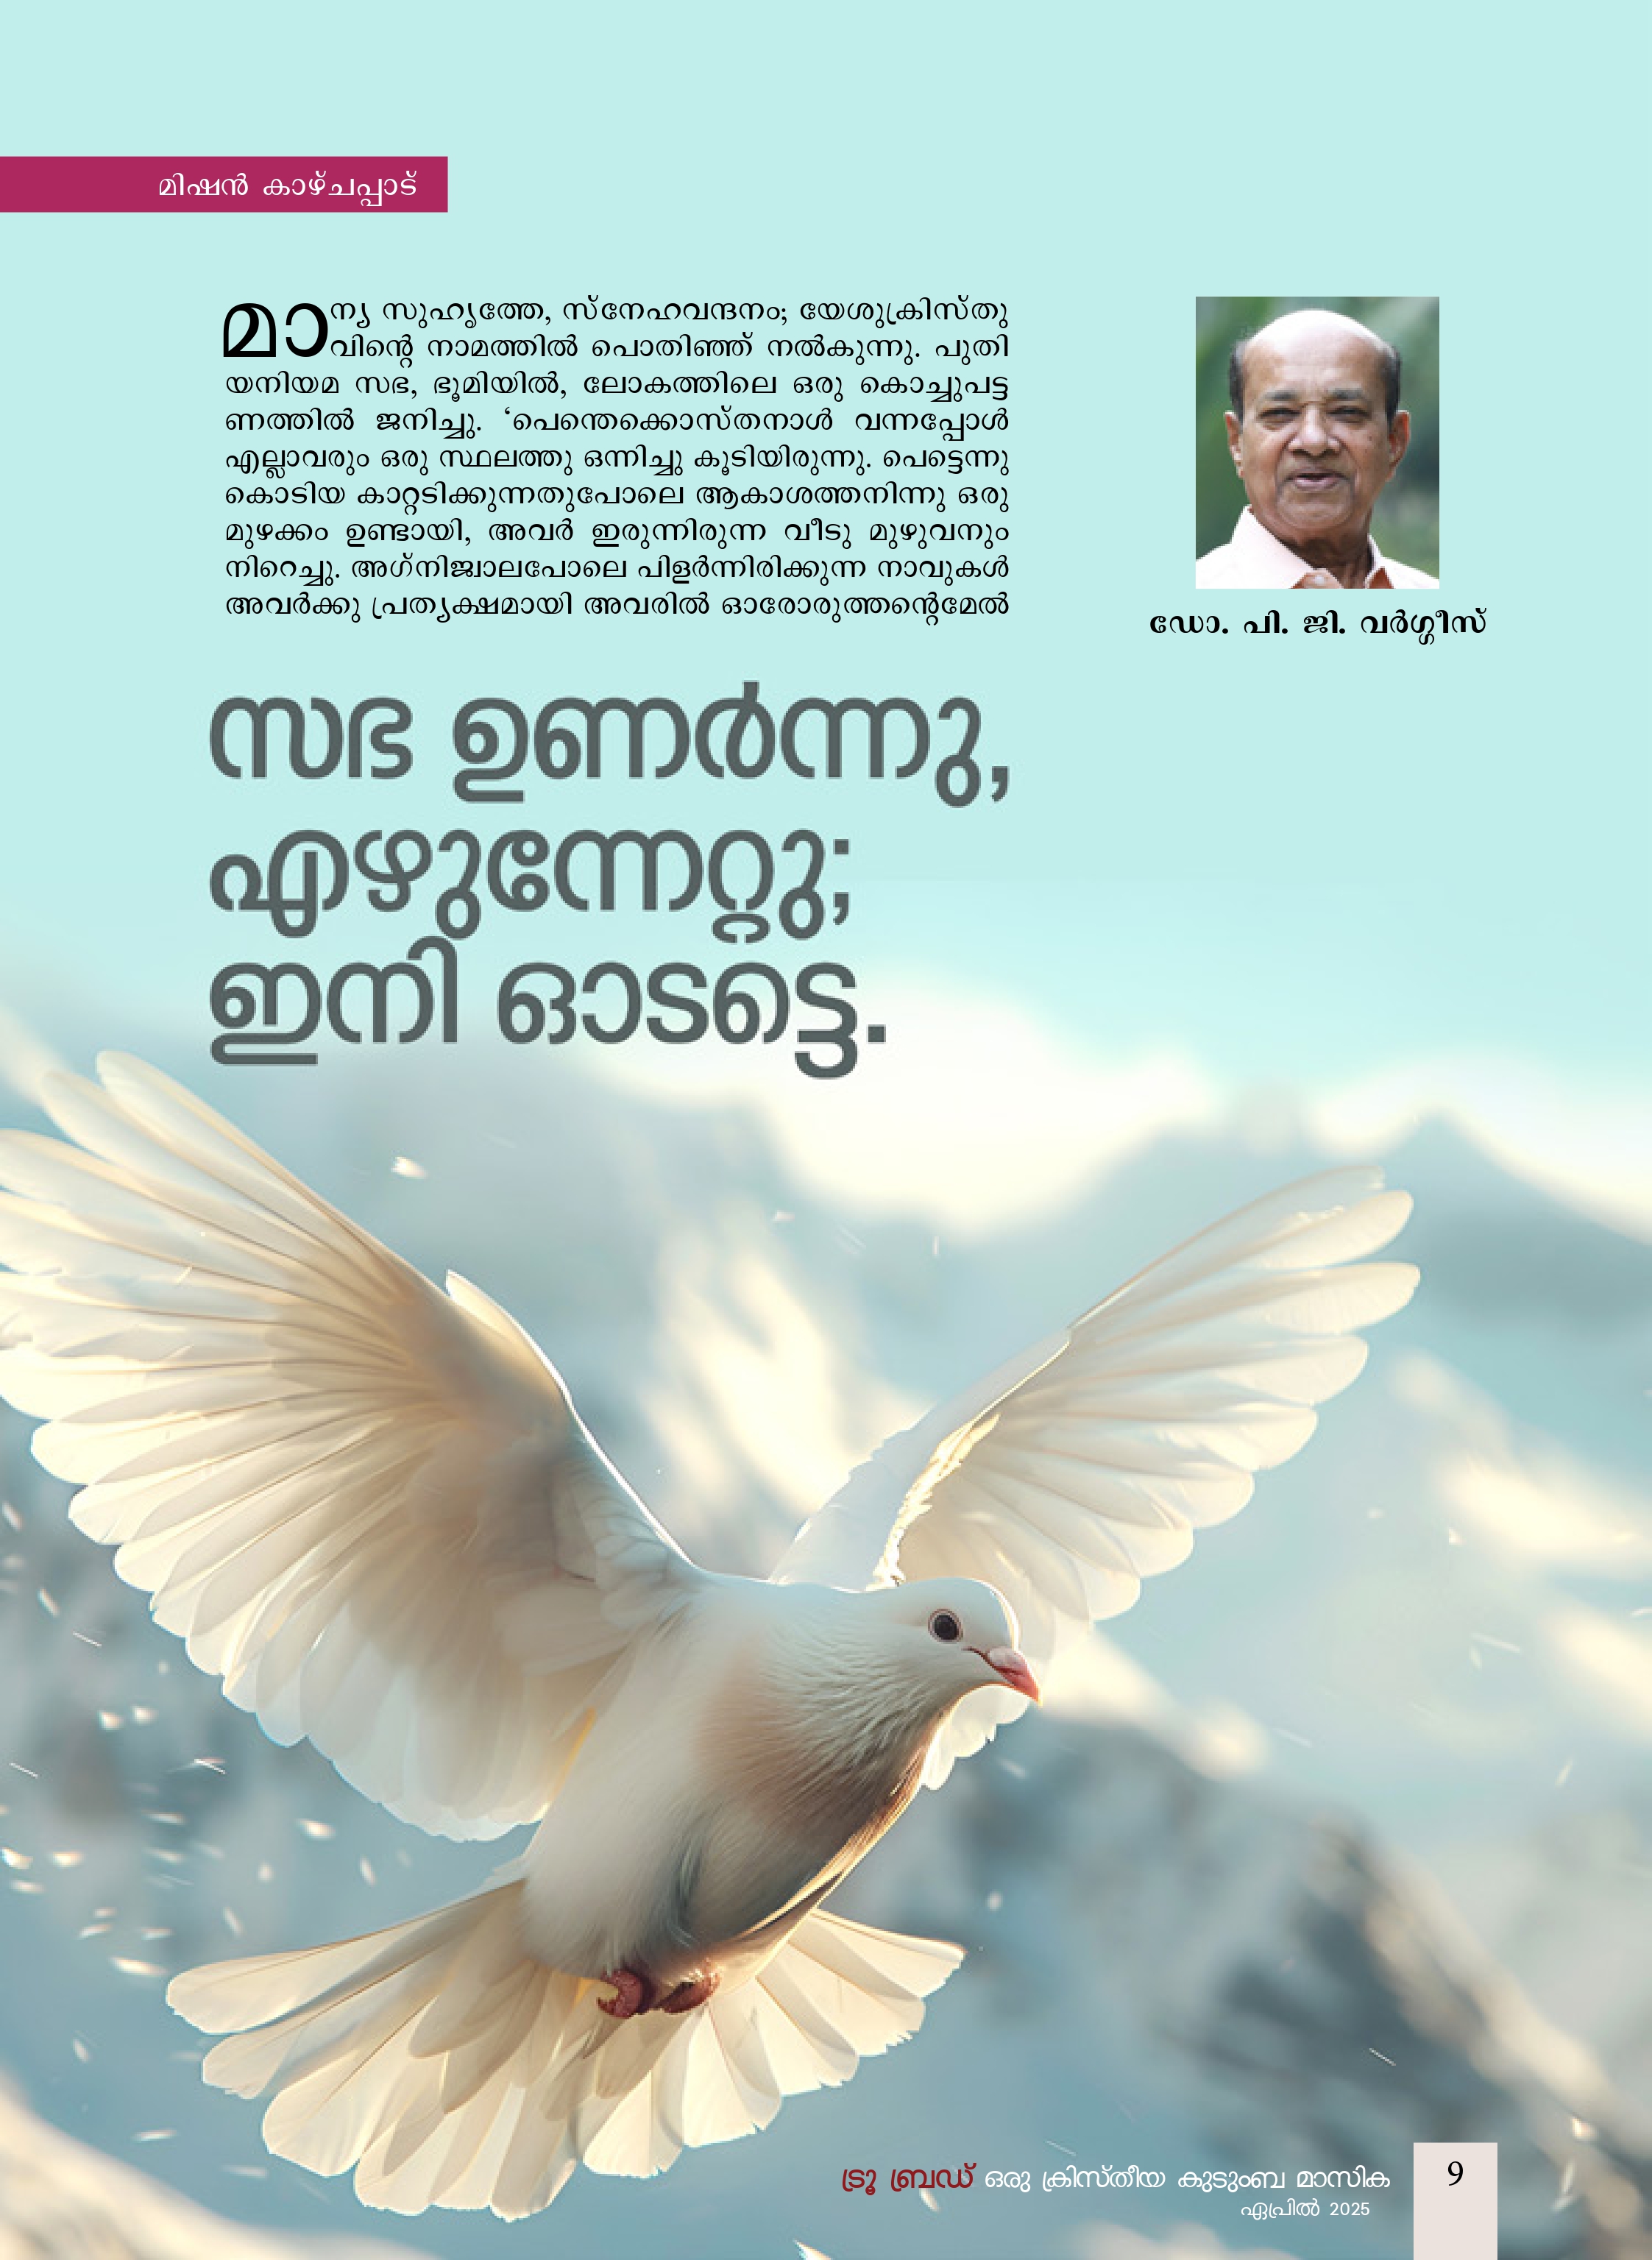 മിഷൻ കാഴ്ചപ്പാട്
മാന്യ സുഹൃത്തേ, സ്നേഹവന്ദനം; യേശുക്രിസ്തു
വിന്റെ നാമത്തിൽ പൊതിഞ്ഞ് നൽകുന്നു. പുതി
യനിയമ സഭ, ഭൂമിയിൽ, ലോകത്തിലെ ഒരു കൊച്ചുപട്ട
ണത്തിൽ ജനിച്ചു. ‘പെന്തെക്കൊസ്തനാൾ വന്നപ്പോൾ
എല്ലാവരും ഒരു സ്ഥലത്തു ഒന്നിച്ചു കൂടിയിരുന്നു. പെട്ടെന്നു
കൊടിയ കാറ്റടിക്കുന്നതുപോലെ ആകാശത്തനിന്നു ഒരു
മുഴക്കം ഉണ്ടായി, അവർ ഇരുന്നിരുന്ന വീടു മുഴുവനും
നിറെച്ചു. അഗ്നിജ്വാലപോലെ പിളർന്നിരിക്കുന്ന നാവുകൾ
അവർക്കു പ്രത്യക്ഷമായി അവരിൽ ഓരോരുത്തന്റെമേൽ
ഡോ. പി. ജി. വർഗ്ഗീസ്
സഭ ഉണർന്നു,
എഴുന്നേറ്റു;
ഇനി ഓടട്ടെ.
ട്രൂ ബ്രഡ് ഒരു ക്രിസ്തീയ കുടുംബ മാസിക
ഏപ്രിൽ 2025
9